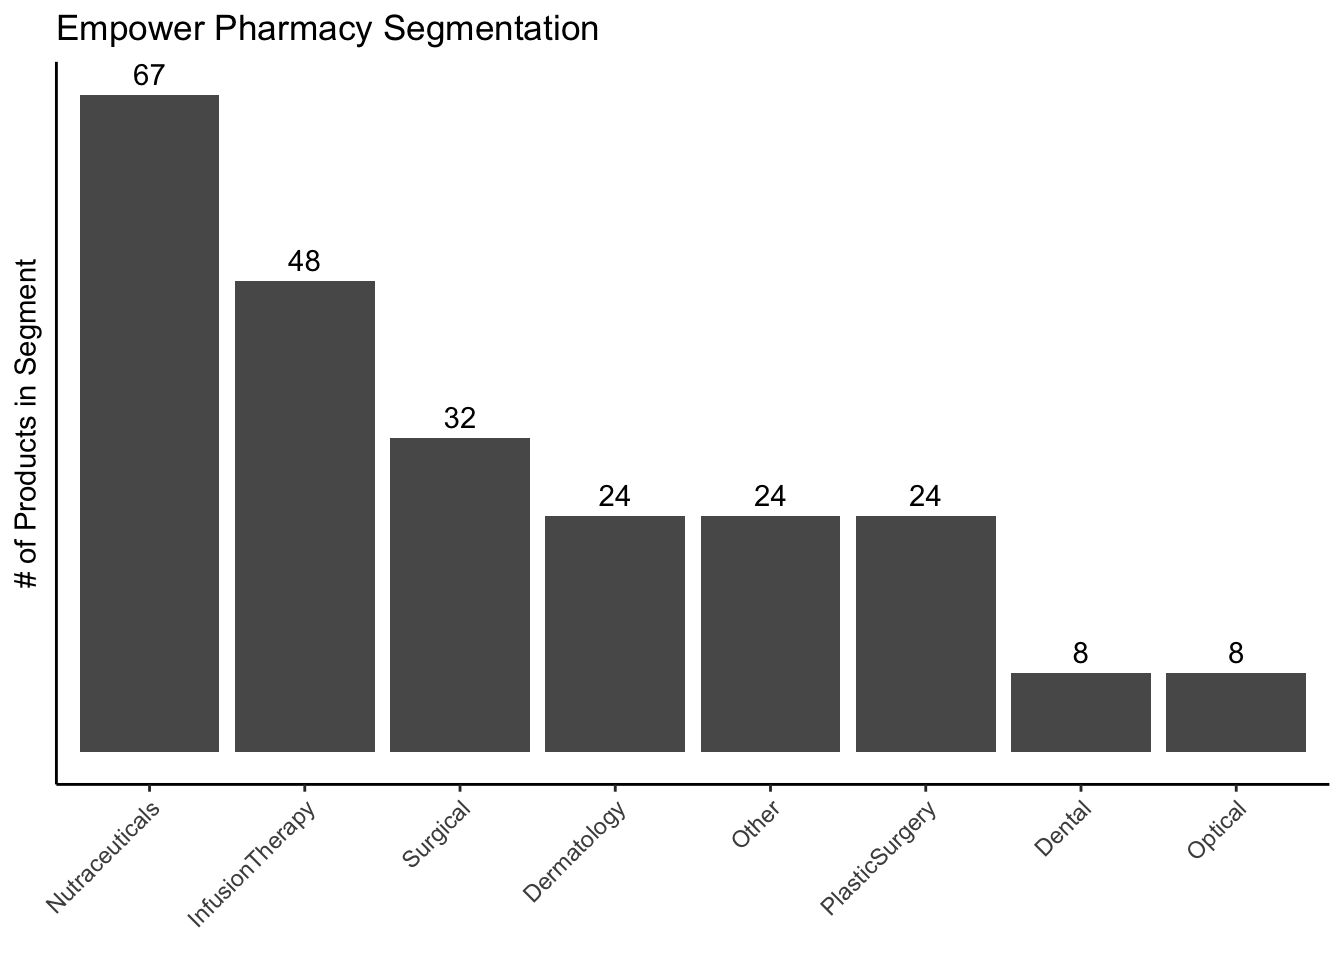 Empower Pharmacy Segmentation
# of Products in Segment
67
48
32
24
24
24
8
8
Nutraceuticals
InfusionTherapy
Surgical
Dermatology
Other
PlasticSurgery
Dental
Optical